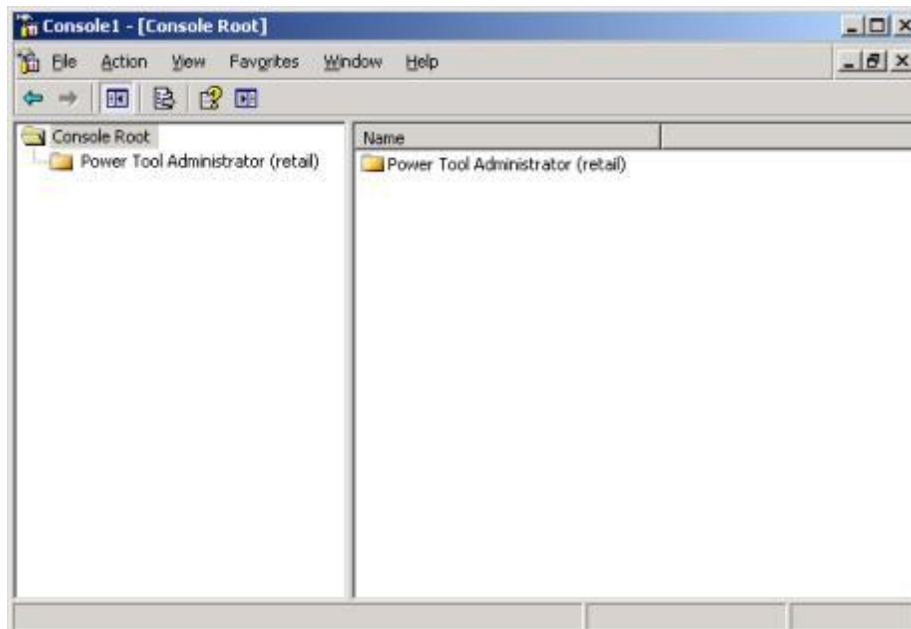 Console1 - [Console Root]
File Action View Favorites Window Help
Console Root
Power Tool Administrator (retail)
Name
Power Tool Administrator (retail)